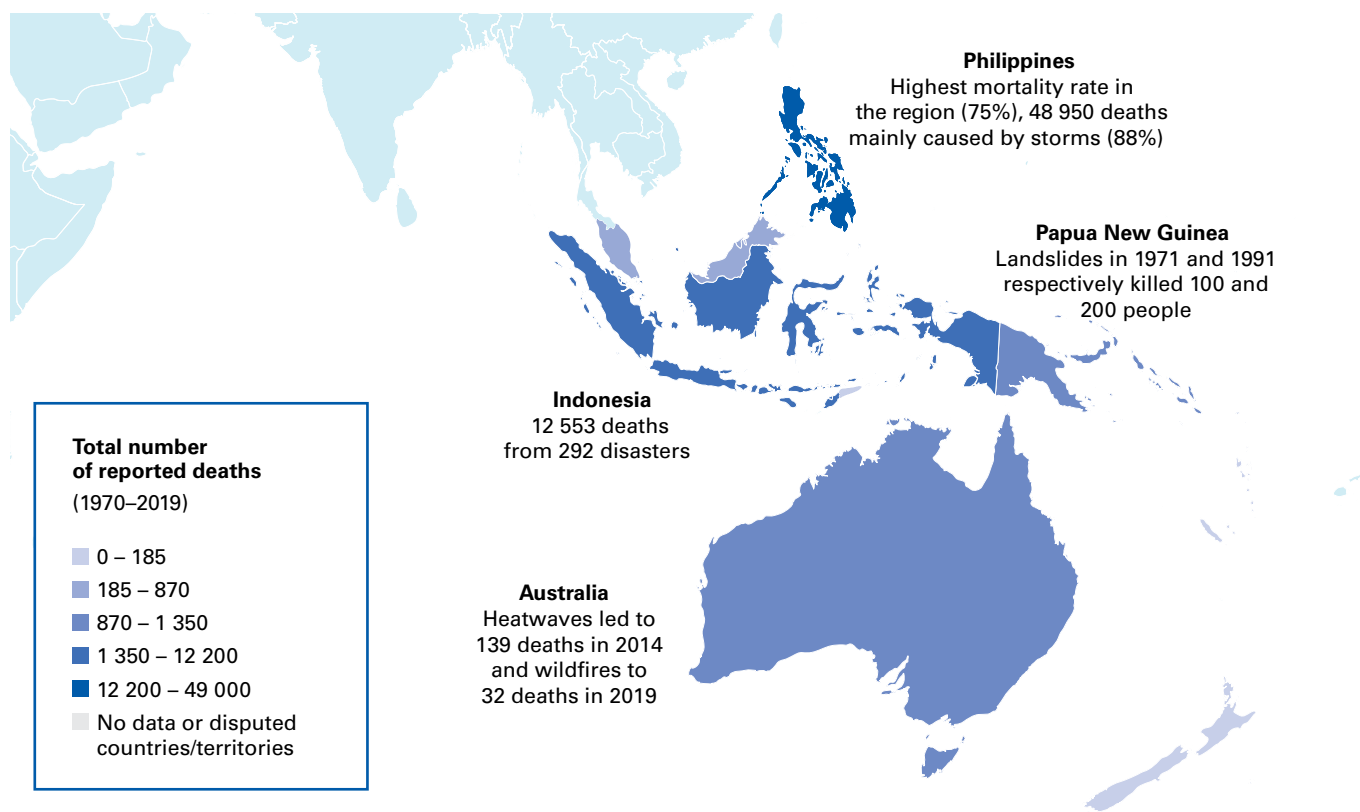 Philippines
Highest mortality rate in
the region (75%), 48 950 deaths
mainly caused by storms (88%)
Papua New Guinea
Landslides in 1971 and 1991
respectively killed 100 and
200 people
Indonesia
12 553 deaths
from 292 disasters
Australia
Heatwaves led to
139 deaths in 2014
and wildfires to
32 deaths in 2019
Total number
of reported deaths
(1970–2019)
0 – 185
185 – 870
870 – 1 350
1 350 – 12 200
12 200 – 49 000
No data or disputed
countries/territories